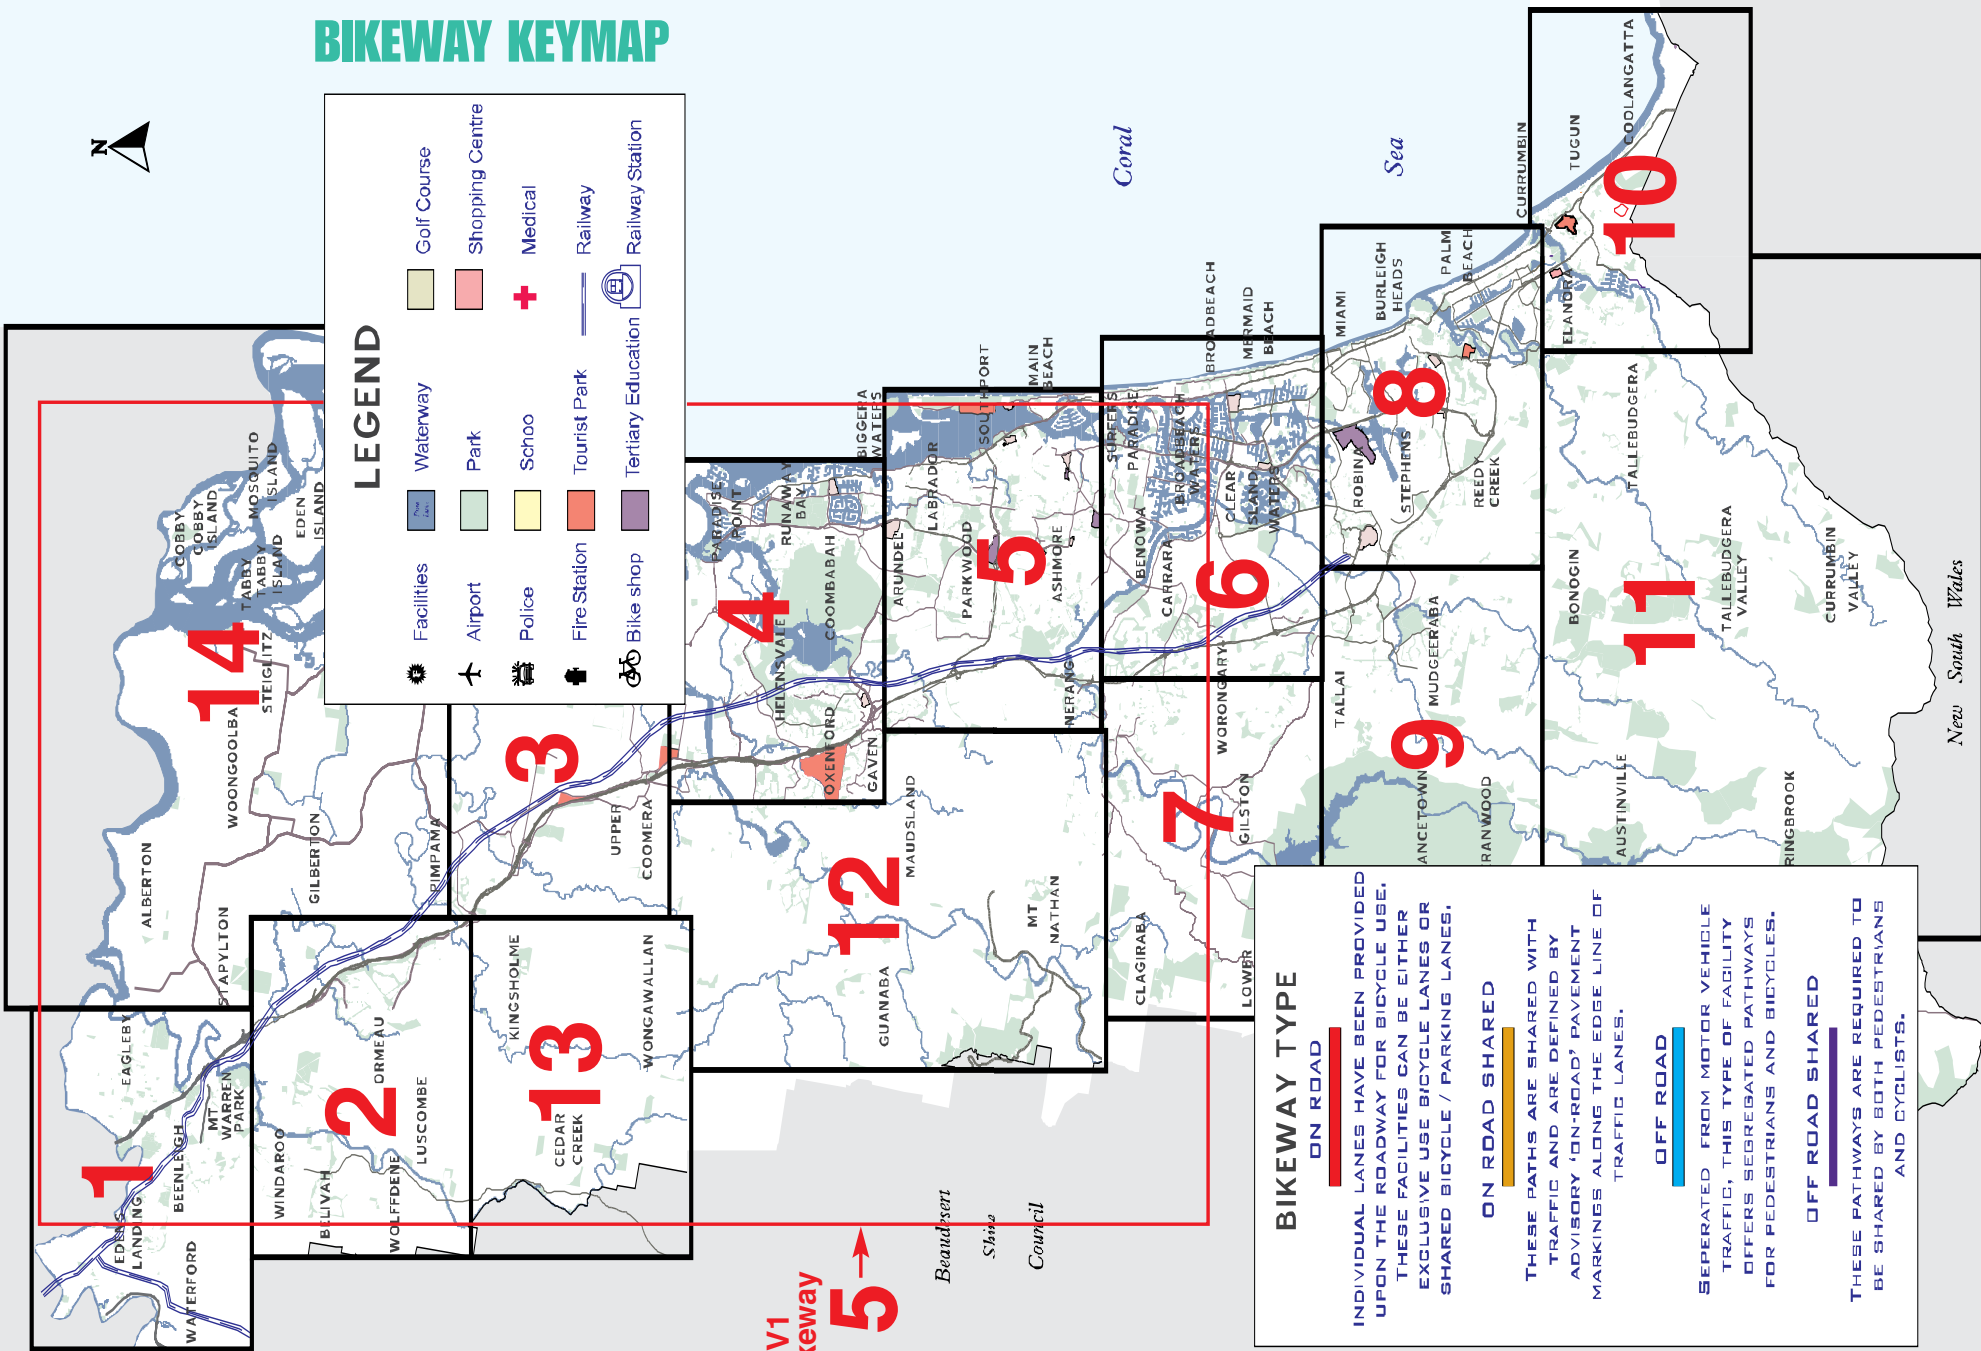 BIKEWAY KEYMAP
N
LEGEND
Facilities
Airport
Police
Fire Station
Bike shop
Waterway
Park
Schoo
Tourist Park
Tertiary Education
Golf Course
Shopping Centre
Medical
Railway
Railway Station
Coral
Sea
1
EAGLEBY
EDENS
LANDING
BEENLEIGH
MT
WARREN
PARK
WATERFORD
14
ALBERTON
STAPYLTON
WOONGOOLBA
STEIGLITZ
GILBERTON
PIMPAMA
COBBY
COBBY
ISLAND
MOSQUITO
ISLAND
TABBY
TABBY
ISLAND
EDEN
ISLAND
2
ORMEAU
LUSCOMBE
WINDAROO
BELIVAH
WOLFFDENE
3
UPPER
COOMERA
13
KINGSHOLME
WONGAWALLAN
CEDAR
CREEK
4
PARADISE
POINT
RUNAWAY
BAY
HELENSVALE
COOMBABAH
OXENFORD
GAVEN
BIGGERA
WATERS
12
MAUDSLAND
GUANABA
MT
NATHAN
5
ARUNDEL
LABRADOR
SOUTHPORT
MAIN
BEACH
PARKWOOD
ASHMORE
NERANG
6
SURFERS
PARADISE
BENOWA
CARRARA
BROADBEACH
WATERS
CLEAR
ISLAND
WATERS
BROADBEACH
MERMAID
BEACH
WORONGARY
7
GILSTON
CLAGIRABA
LOWER
8
MIAMI
BURLEIGH
HEADS
PALM
BEACH
ROBINA
STEPHENS
REEDY
CREEK
9
TALLAI
MUDGEERABA
ANCETOWN
RANWOOD
10
CURRUMBIN
TUGUN
COOLANGATTA
ELANORA
11
TALLEBUDGERA
BONOGIN
TALLEBUDGERA
VALLEY
CURRUMBIN
VALLEY
AUSTINVILLE
RINGBROOK
New South Wales
Beaudesert
Shire
Council
V1
keway
5
BIKEWAY TYPE
ON ROAD
INDIVIDUAL LANES HAVE BEEN PROVIDED
UPON THE ROADWAY FOR BICYCLE USE.
THESE FACILITIES CAN BE EITHER
EXCLUSIVE USE BICYCLE LANES OR
SHARED BICYCLE / PARKING LANES.
ON ROAD SHARED
THESE PATHS ARE SHARED WITH
TRAFFIC AND ARE DEFINED BY
ADVISORY 'ON-ROAD' PAVEMENT
MARKINGS ALONG THE EDGE LINE OF
TRAFFIC LANES.
OFF ROAD
SEPERATED FROM MOTOR VEHICLE
TRAFFIC, THIS TYPE OF FACILITY
OFFERS SEGREGATED PATHWAYS
FOR PEDESTRIANS AND BICYCLES.
OFF ROAD SHARED
THESE PATHWAYS ARE REQUIRED TO
BE SHARED BY BOTH PEDESTRIANS
AND CYCLISTS.